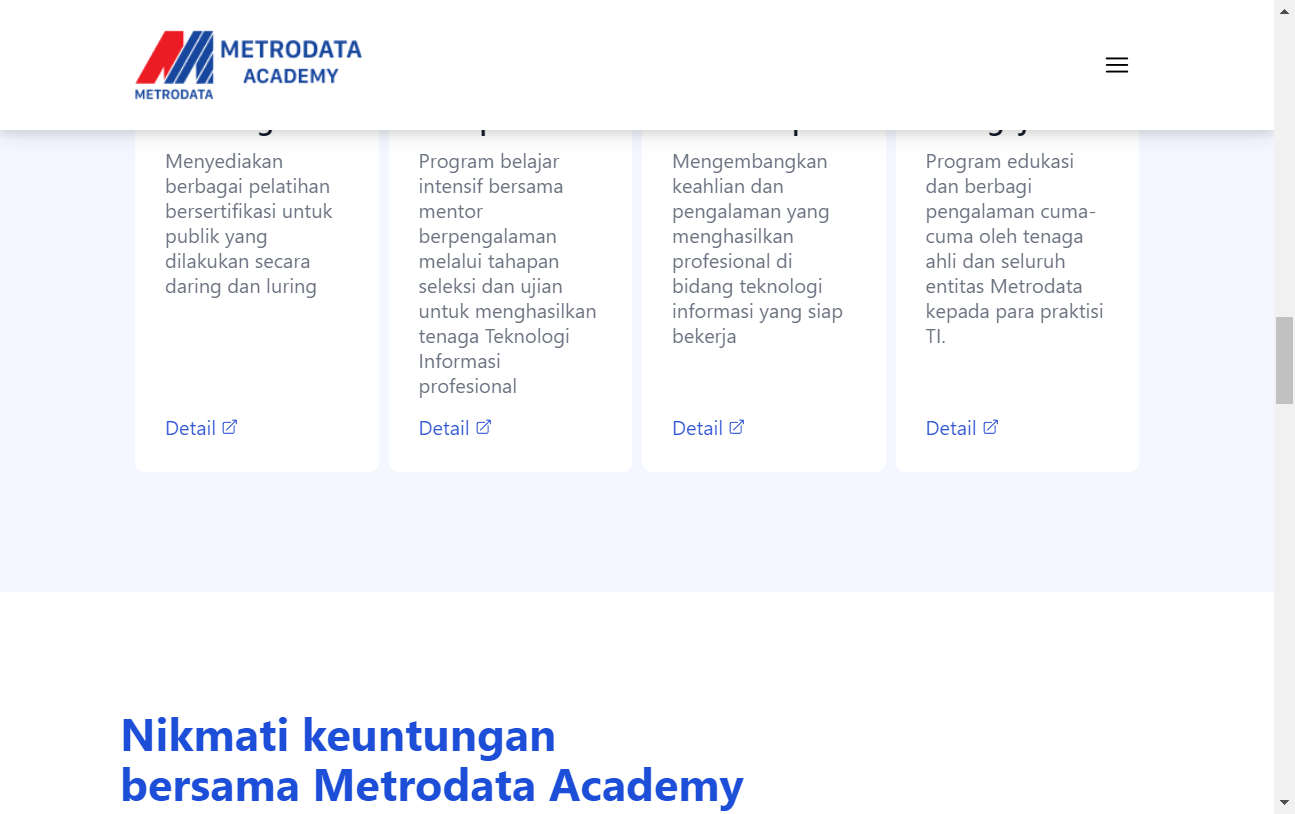 METRODATA
ACADEMY
METRODATA
Menyediakan
berbagai pelatihan
bersertifikasi untuk
publik yang
dilakukan secara
daring dan luring
Detail
Program belajar
intensif bersama
mentor
berpengalaman
melalui tahapan
seleksi dan ujian
untuk menghasilkan
tenaga Teknologi
Informasi
profesional
Detail
Mengembangkan
keahlian dan
pengalaman yang
menghasilkan
profesional di
bidang teknologi
informasi yang siap
bekerja
Detail
Program edukasi
dan berbagi
pengalaman cuma-
cuma oleh tenaga
ahli dan seluruh
entitas Metrodata
kepada para praktisi
TI.
Detail
Nikmati keuntungan
bersama Metrodata Academy